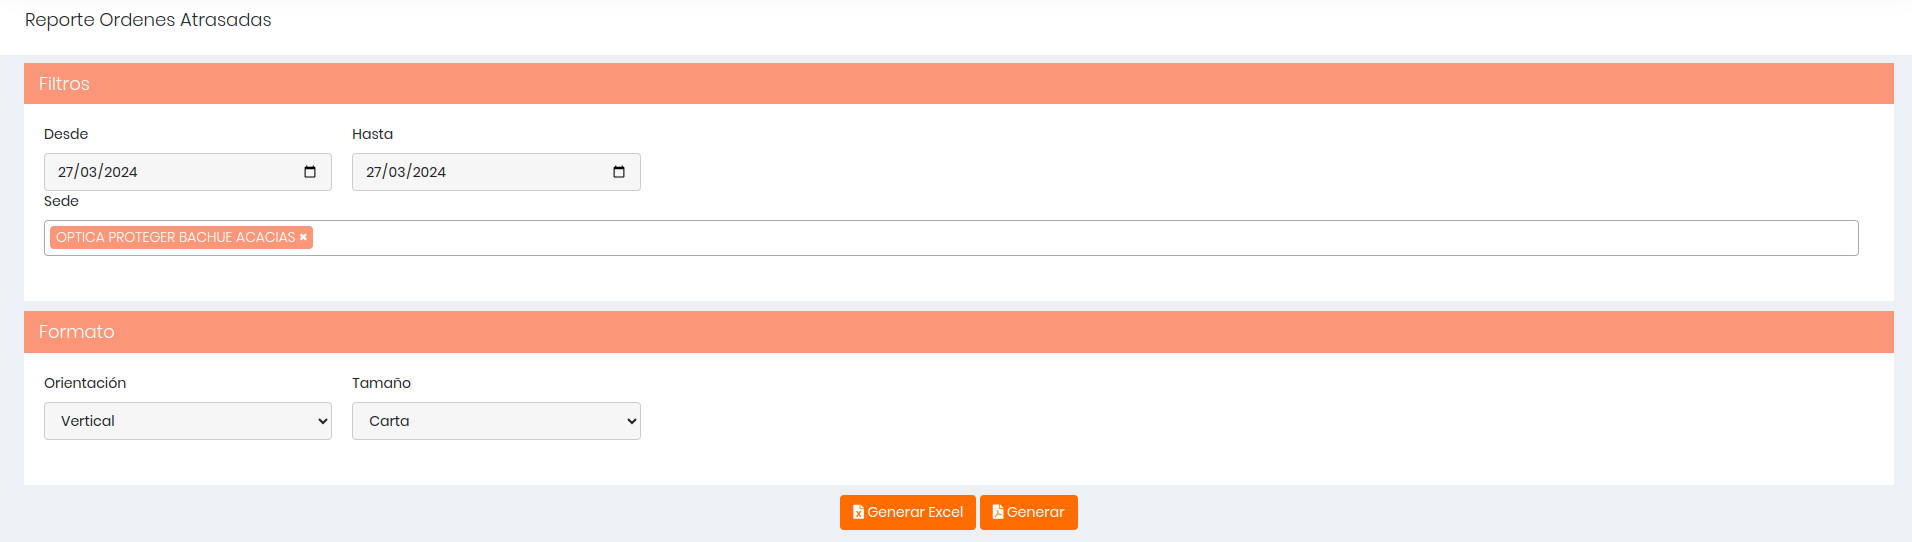 Reporte Ordenes Atrasadas
Filtros
Desde Hasta
27/03/2024 27/03/2024
Sede
OPTICA PROTEGER BACHUE ACACIAS ×
Formato
Orientación Tamaño
Vertical Carta
Generar Excel Generar